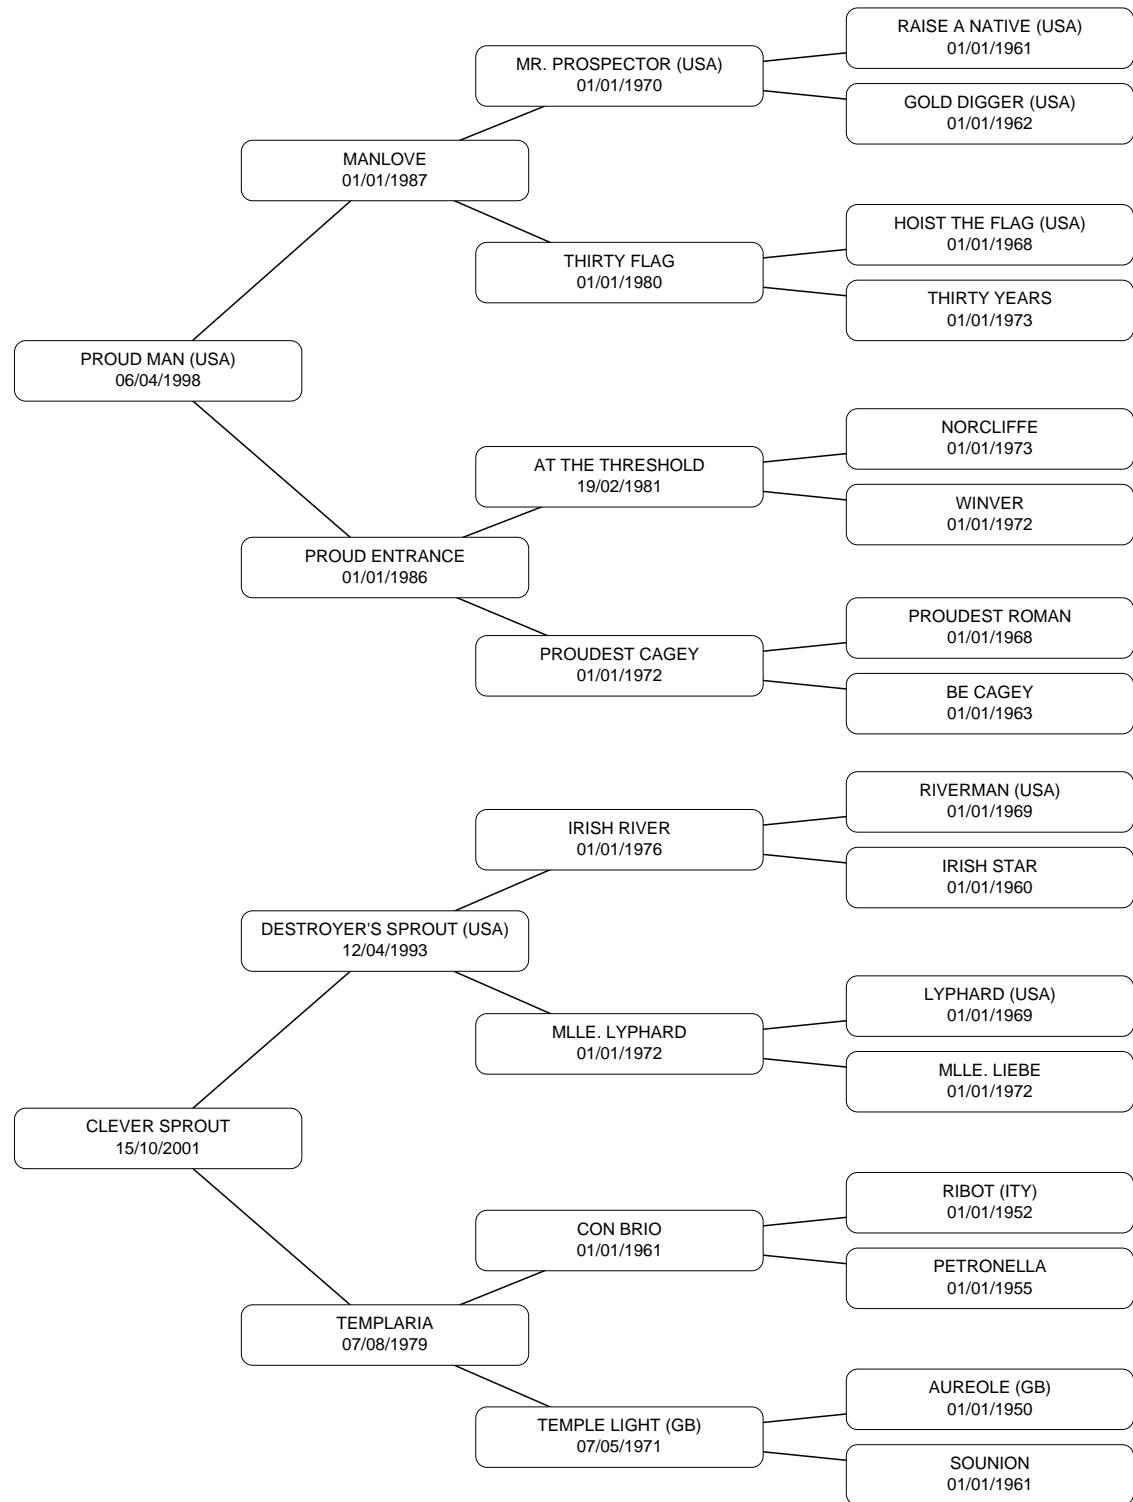 RAISE A NATIVE (USA)
01/01/1961
MR. PROSPECTOR (USA)
01/01/1970
GOLD DIGGER (USA)
01/01/1962
MANLOVE
01/01/1987
HOIST THE FLAG (USA)
01/01/1968
THIRTY FLAG
01/01/1980
THIRTY YEARS
01/01/1973
PROUD MAN (USA)
06/04/1998
NORCLIFFE
01/01/1973
AT THE THRESHOLD
19/02/1981
WINVER
01/01/1972
PROUD ENTRANCE
01/01/1986
PROUDEST ROMAN
01/01/1968
PROUDEST CAGEY
01/01/1972
BE CAGEY
01/01/1963
RIVERMAN (USA)
01/01/1969
IRISH RIVER
01/01/1976
IRISH STAR
01/01/1960
DESTROYER'S SPROUT (USA)
12/04/1993
LYPHARD (USA)
01/01/1969
MLLE. LYPHARD
01/01/1972
MLLE. LIEBE
01/01/1972
CLEVER SPROUT
15/10/2001
RIBOT (ITY)
01/01/1952
CON BRIO
01/01/1961
PETRONELLA
01/01/1955
TEMPLARIA
07/08/1979
AUREOLE (GB)
01/01/1950
TEMPLE LIGHT (GB)
07/05/1971
SOUNION
01/01/1961